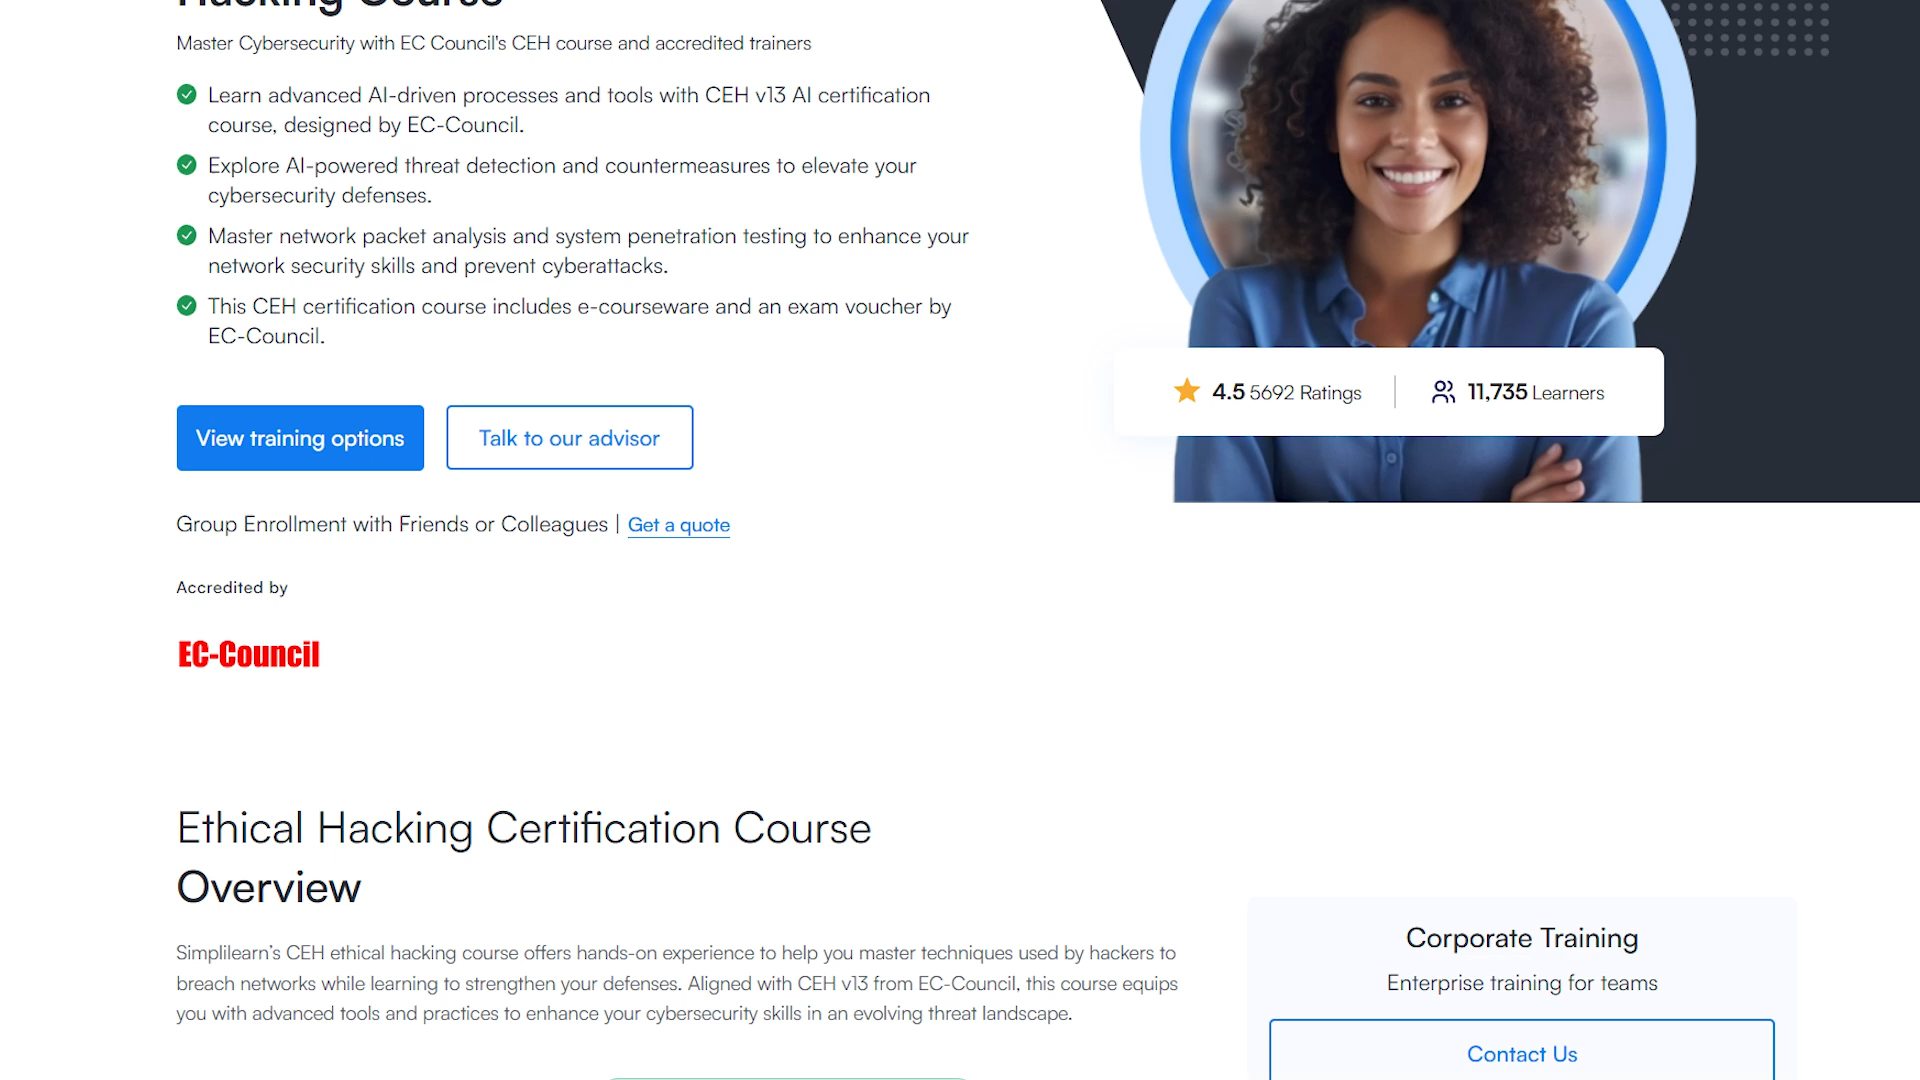 Hacking Course
Master Cybersecurity with EC Council's CEH course and accredited trainers
Learn advanced AI-driven processes and tools with CEH v13 AI certification
course, designed by EC-Council.
Explore AI-powered threat detection and countermeasures to elevate your
cybersecurity defenses.
Master network packet analysis and system penetration testing to enhance your
network security skills and prevent cyberattacks.
This CEH certification course includes e-courseware and an exam voucher by
EC-Council.
4.5 5692 Ratings
11,735 Learners
View training options
Talk to our advisor
Group Enrollment with Friends or Colleagues | Get a quote
Accredited by
EC-Council
Ethical Hacking Certification Course
Overview
Simplilearn’s CEH ethical hacking course offers hands-on experience to help you master techniques used by hackers to
breach networks while learning to strengthen your defenses. Aligned with CEH v13 from EC-Council, this course equips
you with advanced tools and practices to enhance your cybersecurity skills in an evolving threat landscape.
Corporate Training
Enterprise training for teams
Contact Us